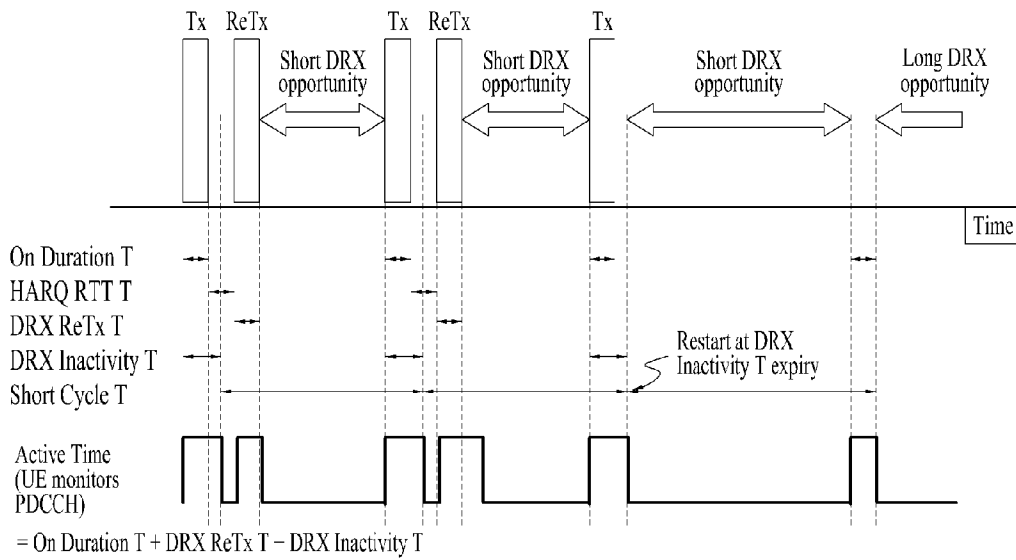 Tx ReTx Tx ReTx Tx
Short DRX opportunity
Short DRX opportunity
Short DRX opportunity
Long DRX opportunity
Time
On Duration T
HARQ RTT T
DRX ReTx T
DRX Inactivity T
Short Cycle T
Restart at DRX
Inactivity T expiry
Active Time
(UE monitors
PDCCH)
= On Duration T + DRX ReTx T − DRX Inactivity T